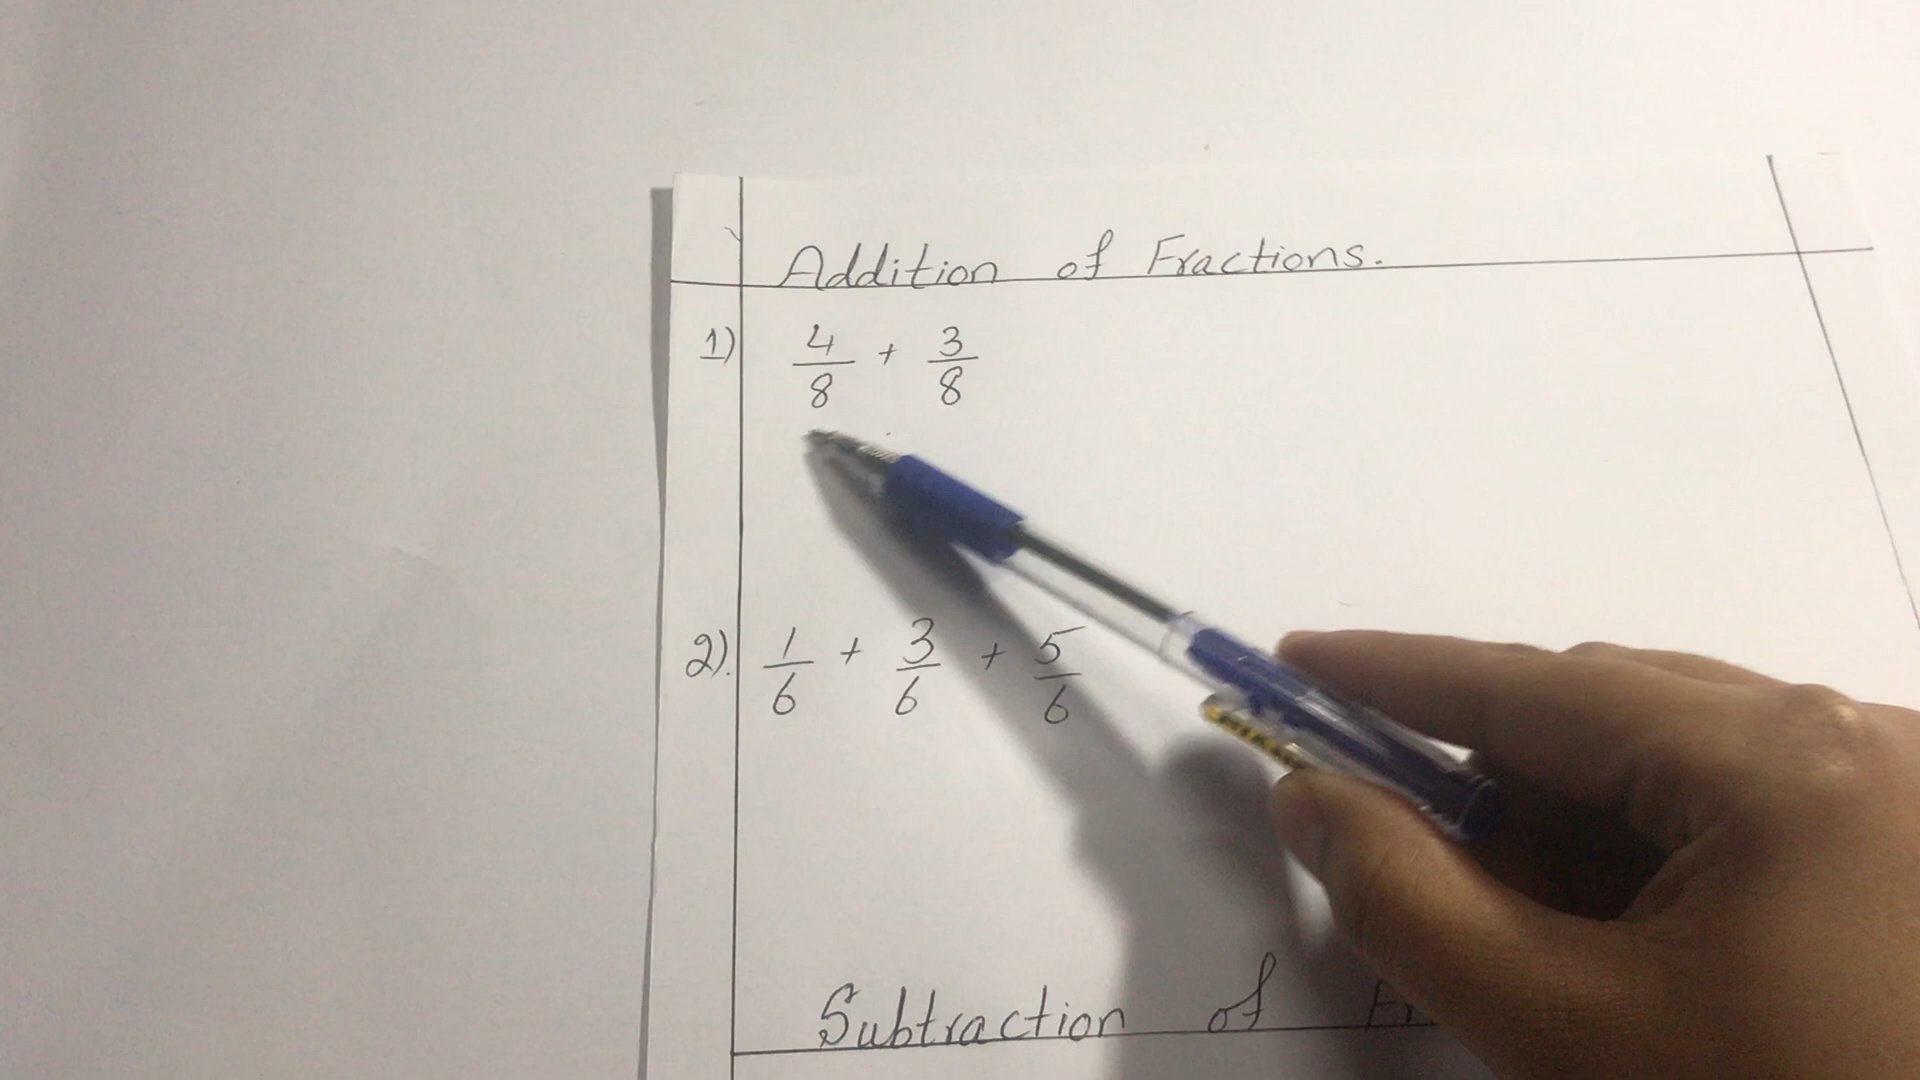 Addition of Fractions.
1) 4/8 + 3/8
2). 1/6 + 3/6 + 5/6
Subtraction of